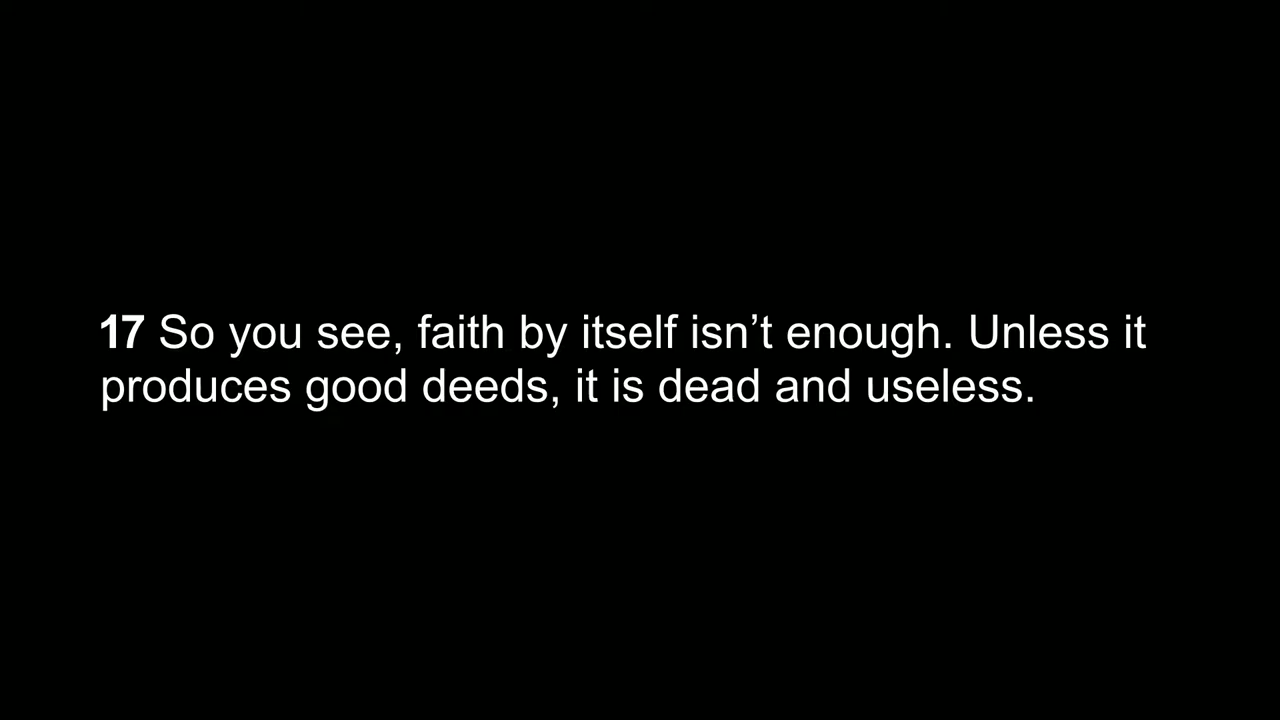 17 So you see, faith by itself isn’t enough. Unless it
produces good deeds, it is dead and useless.